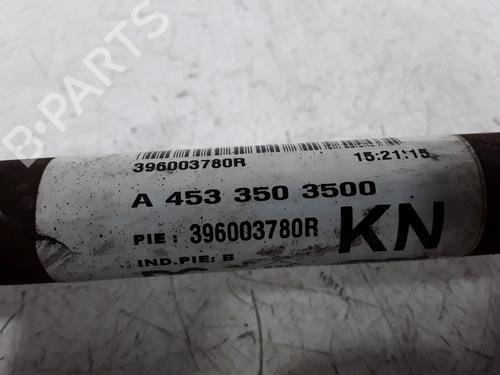 B-PARTS
396003780R 15:21:15
A 453 350 3500
PIE : 396003780R KN
IND.PIE: B